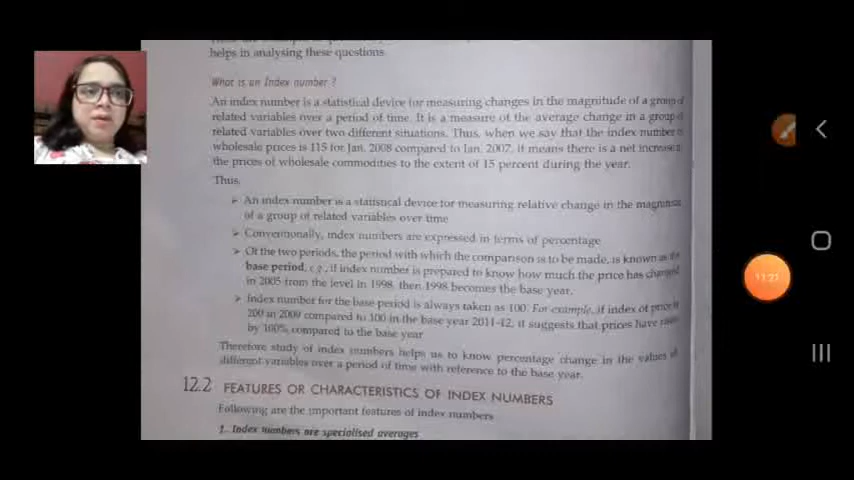 helps in analysing these questions.
What is an Index number ?
An index number is a statistical device for measuring changes in the magnitude of a group of
related variables over a period of time. It is a measure of the average change in a group of
related variables over two different situations. Thus, when we say that the index number of
wholesale prices is 115 for Jan. 2008 compared to Jan. 2007, it means there is a net increase in
the prices of wholesale commodities to the extent of 15 percent during the year.
Thus,
➢ An index number is a statistical device for measuring relative change in the magnitude
of a group of related variables over time
➢ Conventionally, index numbers are expressed in terms of percentage
➢ Of the two periods, the period with which the comparison is to be made, is known as the
base period, e.g., if index number is prepared to know how much the price has changed
in 2005 from the level in 1998, then 1998 becomes the base year.
➢ Index number for the base period is always taken as 100. For example, if index of price is
200 in 2009 compared to 100 in the base year 2011-12, it suggests that prices have risen
by 100% compared to the base year
Therefore study of index numbers helps us to know percentage change in the values of
different variables over a period of time with reference to the base year.
12.2 FEATURES OR CHARACTERISTICS OF INDEX NUMBERS
Following are the important features of index numbers
1. Index numbers are specialised averages